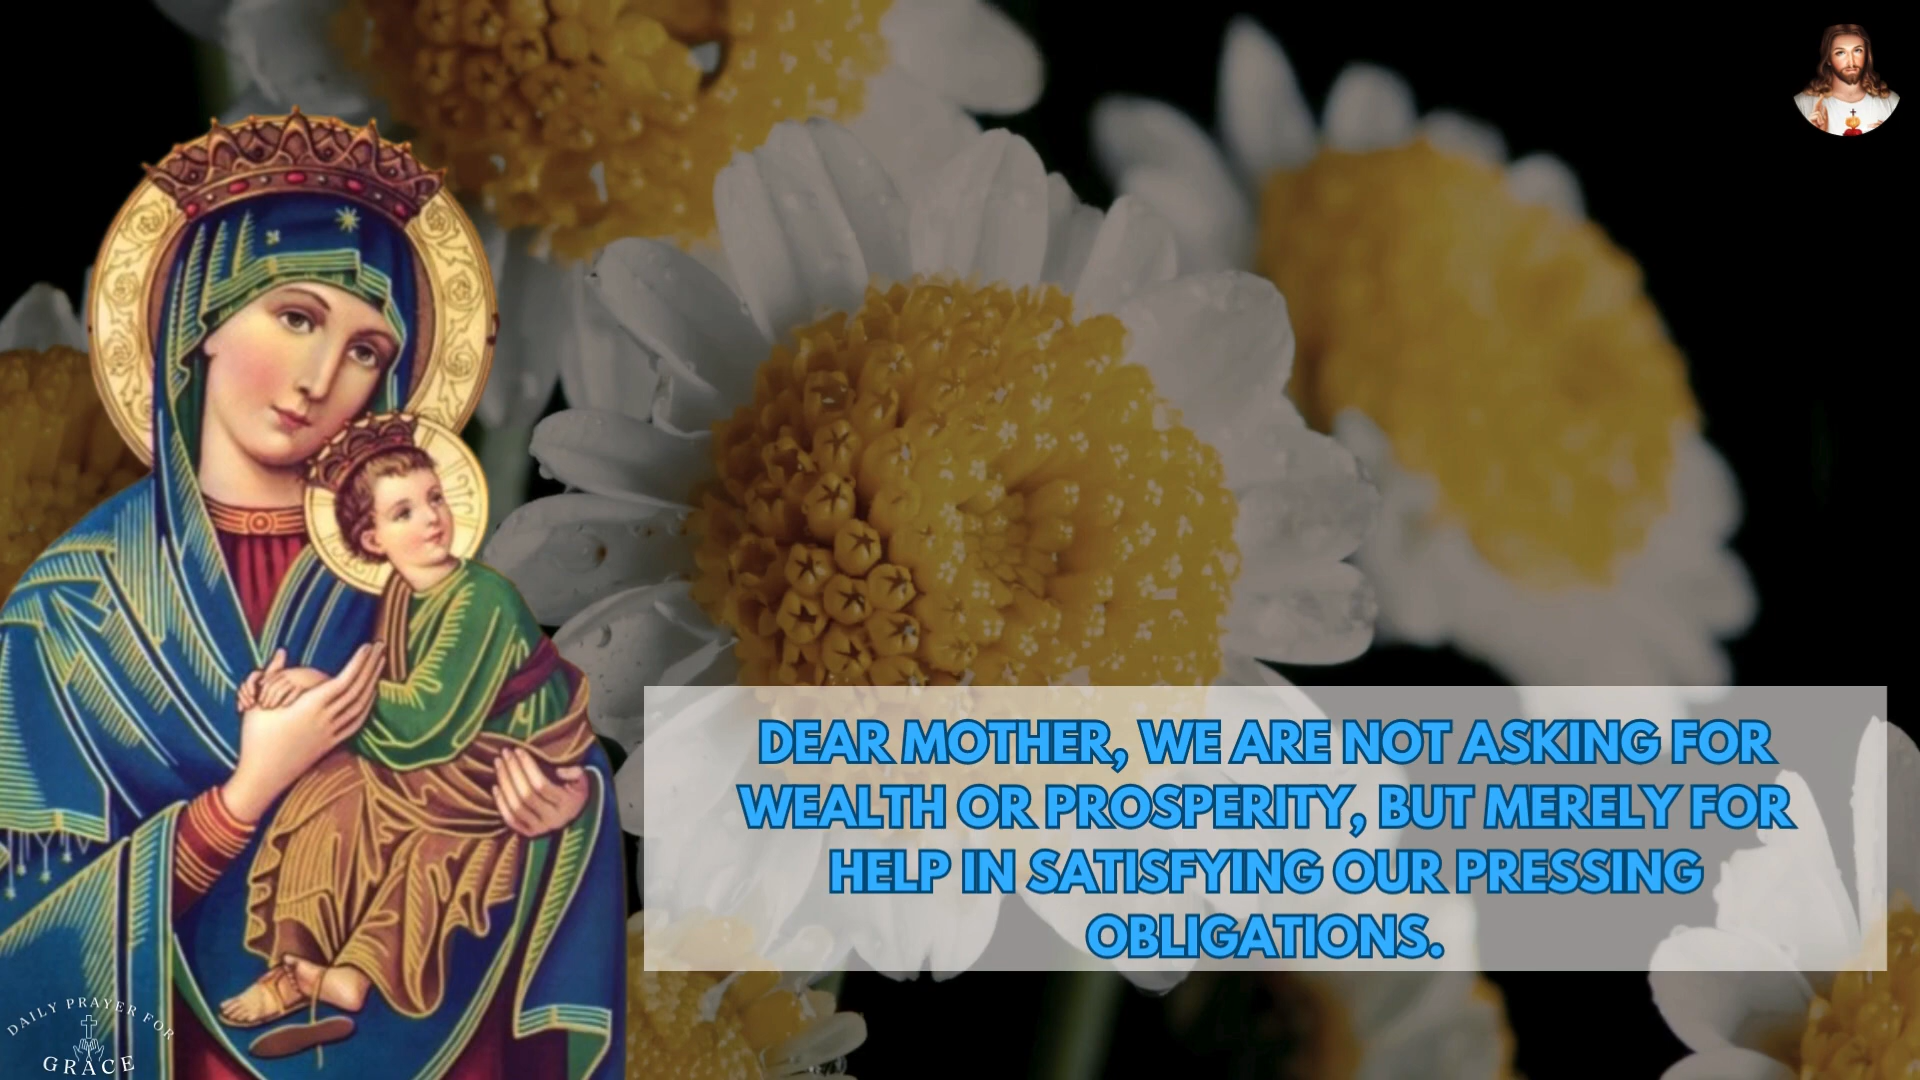 DEAR MOTHER, WE ARE NOT ASKING FOR
WEALTH OR PROSPERITY, BUT MERELY FOR
HELP IN SATISFYING OUR PRESSING
OBLIGATIONS.
DAILY PRAYER FOR
GRACE